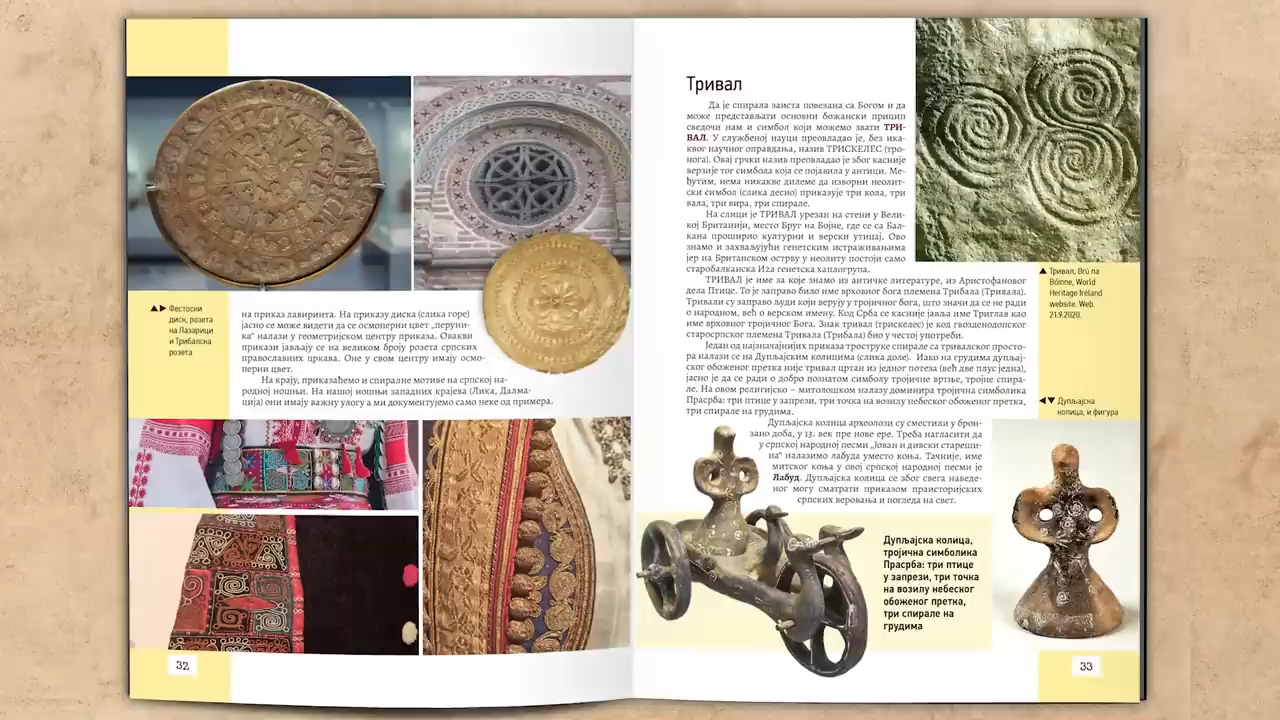 Фестосни
диск, розета
на Лазарици
и Трибалска
розета
на приказ лавиринта. На приказу диска (слика горе)
јасно се може видети да се осмоперни цвет „перуни-
ка“ налази у геометријском центру приказа. Овакви
прикази јављају се на великом броју розета српских
православних цркава. Оне у свом центру имају осмо-
перни цвет.
На крају, приказаћемо и спиралне мотиве на српској на-
родној ношњи. На нашој ношњи западних крајева (Лика, Далма-
ција) они имају важну улогу а ми документујемо само неке од примера.
32
Тривал
Да је спирала заиста повезана са Богом и да
може представљати основни божански принцип
сведочи нам и симбол који можемо звати ТРИ-
ВАЛ. У службеној науци преовладао је, без ика-
квог научног оправдања, назив ТРИСКЕЛЕС (тро-
нога). Овај грчки назив преовладао је због касније
верзије тог симбола која се појавила у антици. Ме-
ђутим, нема никакве дилеме да изворни неолит-
ски симбол (слика десно) приказује три кола, три
вала, три вира, три спирале.
На слици је ТРИВАЛ урезан на стени у Вели-
кој Британији, место Бруг на Бојне, где се са Бал-
кана проширио културни и верски утицај. Ово
знамо и захваљујући генетским истраживањима
јер на Британском острву у неолиту постоји само
старобалканска И2а генетска хаплогрупа.
ТРИВАЛ је име за које знамо из античке литературе, из Аристофановог
дела Птице. То је заправо било име врховног бога племена Трибала (Тривала).
Тривали су заправо људи који верују у тројичног бога, што значи да се не ради
о народном, већ о верском имену. Код Срба се касније јавља име Триглав као
име врховног тројичног Бога. Знак тривал (трискелес) је код гвозденодопског
старосрпског племена Тривала (Трибала) био у честој употреби.
Један од најзначајнијих приказа троструке спирале са тривалског просто-
ра налази се на Дупљајским колицима (слика доле). Иако на грудима дупљај-
ског обоженог претка није тривал цртан из једног потеза (већ две плус једна),
јасно је да се ради о добро познатом симболу тројичне вртње, тројне спира-
ле. На овом религијско – митолошком налазу доминира тројична симболика
Прасрба: три птице у запрези, три точка на возилу небеског обоженог претка,
три спирале на грудима.
Дупљајска колица археолози су сместили у брон-
зано доба, у 13. век пре нове ере. Треба нагласити да
у српској народној песми „Јован и дивски стареши-
на“ налазимо лабуда уместо коња. Тачније, име
митског коња у овој српској народној песми је
Лабуд. Дупљајска колица се због свега наведе-
ног могу сматрати приказом праисторијских
српских веровања и погледа на свет.
Тривал, Brú na
Bóinne, World
Heritage Ireland
website. Web.
21.9.2020.
Дупљајска
колица, и фигура
Дупљајска колица,
тројична симболика
Прасрба: три птице
у запрези, три точка
на возилу небеског
обоженог претка,
три спирале на
грудима
33